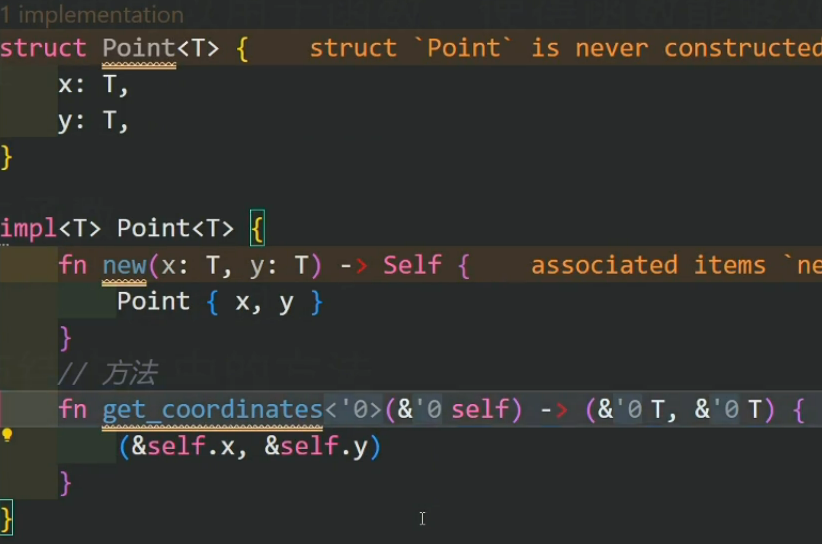 1 implementation
struct Point<T> {    struct `Point` is never constructed
    x: T,
    y: T,
}
impl<T> Point<T> {
    fn new(x: T, y: T) -> Self {    associated items `ne
        Point { x, y }
    }
    // 方法
    fn get_coordinates<'0>(&'0 self) -> (&'0 T, &'0 T) {
        (&self.x, &self.y)
    }
}